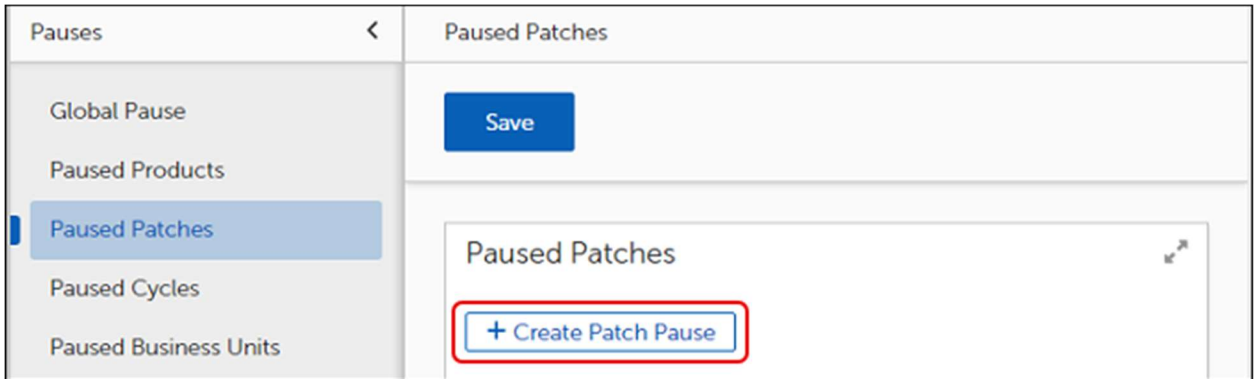 Pauses
Global Pause
Paused Products
Paused Patches
Paused Cycles
Paused Business Units
Paused Patches
Save
Paused Patches
+ Create Patch Pause